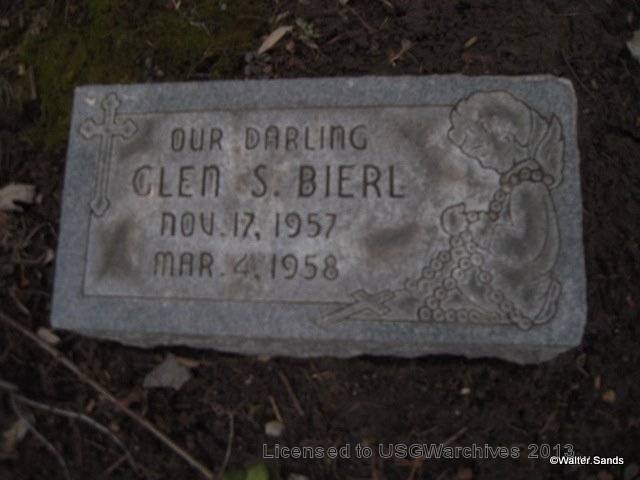 OUR DARLING
GLEN S. BIERL
NOV. 17, 1957
MAR. 4, 1958
Licensed to USGWarchives 2013
©Walter.Sands